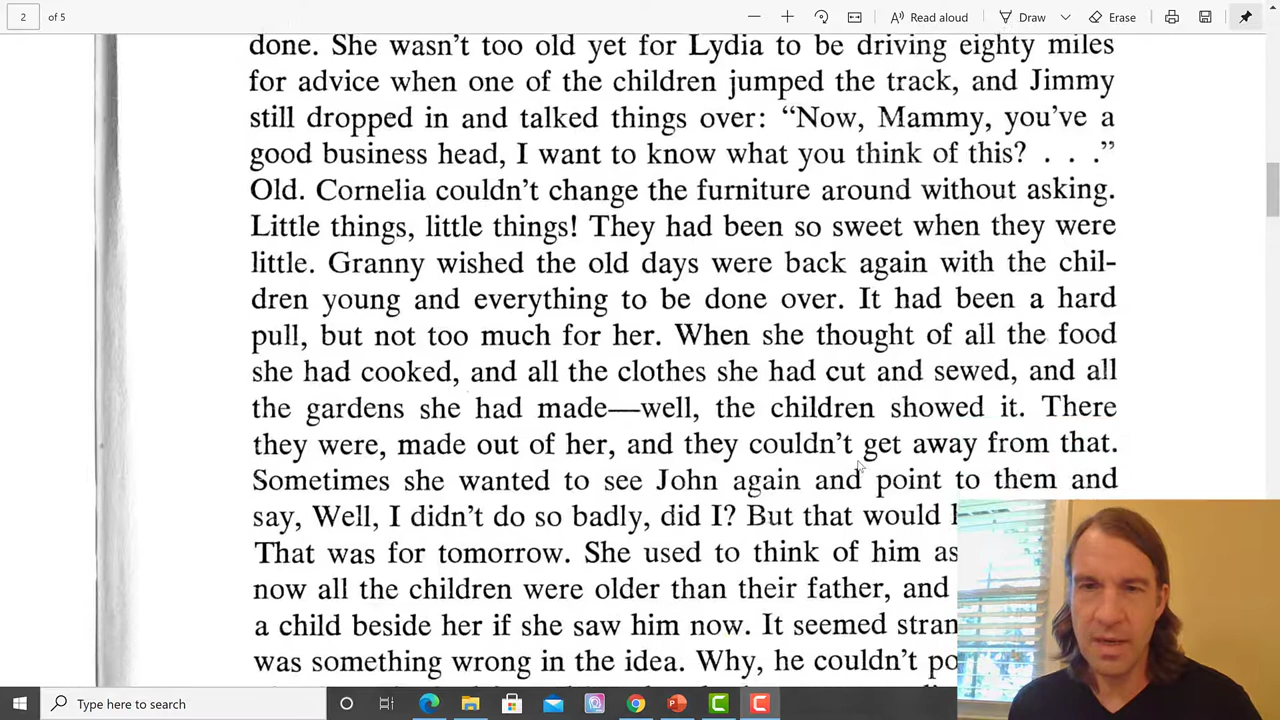 2 of 5
Read aloud
Draw
Erase
done. She wasn't too old yet for Lydia to be driving eighty miles
for advice when one of the children jumped the track, and Jimmy
still dropped in and talked things over: “Now, Mammy, you've a
good business head, I want to know what you think of this? . . .”
Old. Cornelia couldn't change the furniture around without asking.
Little things, little things! They had been so sweet when they were
little. Granny wished the old days were back again with the chil-
dren young and everything to be done over. It had been a hard
pull, but not too much for her. When she thought of all the food
she had cooked, and all the clothes she had cut and sewed, and all
the gardens she had made—well, the children showed it. There
they were, made out of her, and they couldn't get away from that.
Sometimes she wanted to see John again and point to them and
say, Well, I didn't do so badly, did I? But that would
That was for tomorrow. She used to think of him as
now all the children were older than their father, and
a child beside her if she saw him now. It seemed
was something wrong in the idea. Why, he couldn't
Type here to search